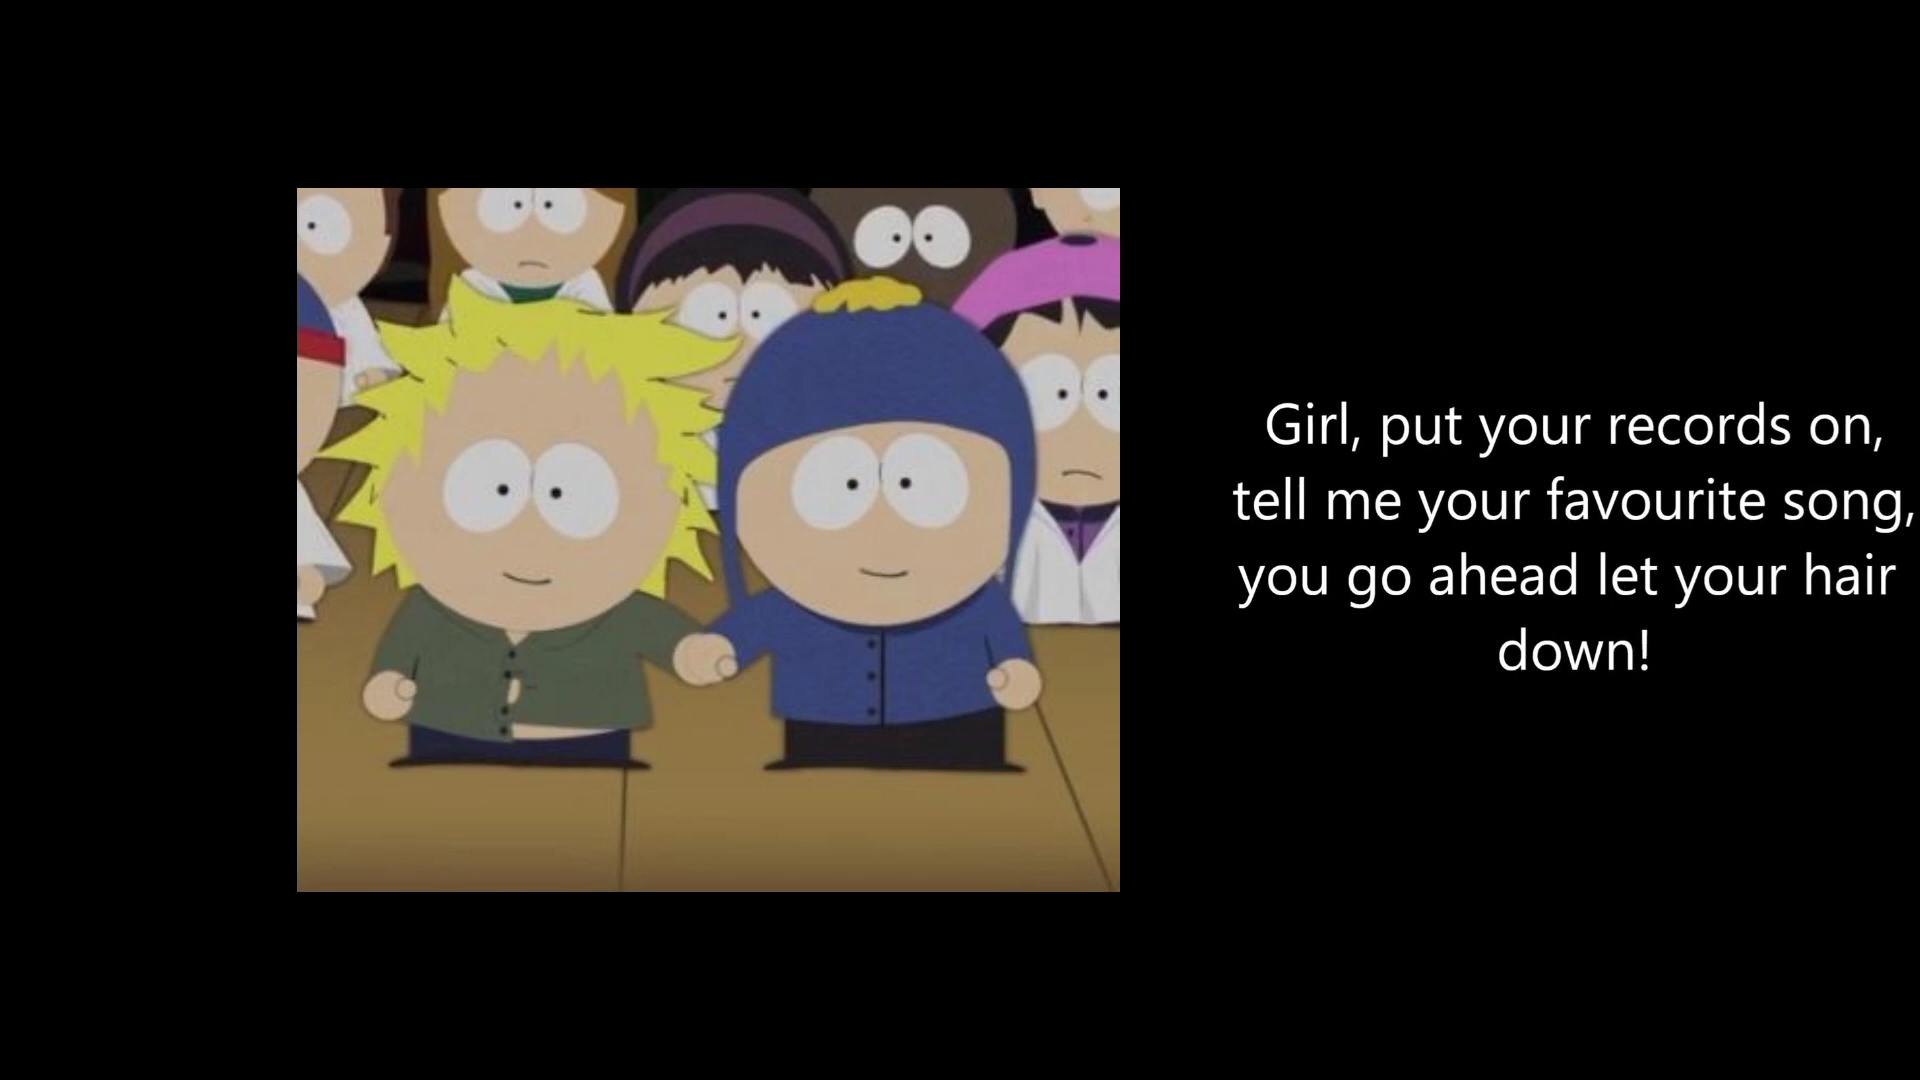 Girl, put your records on,
tell me your favourite song,
you go ahead let your hair
down!